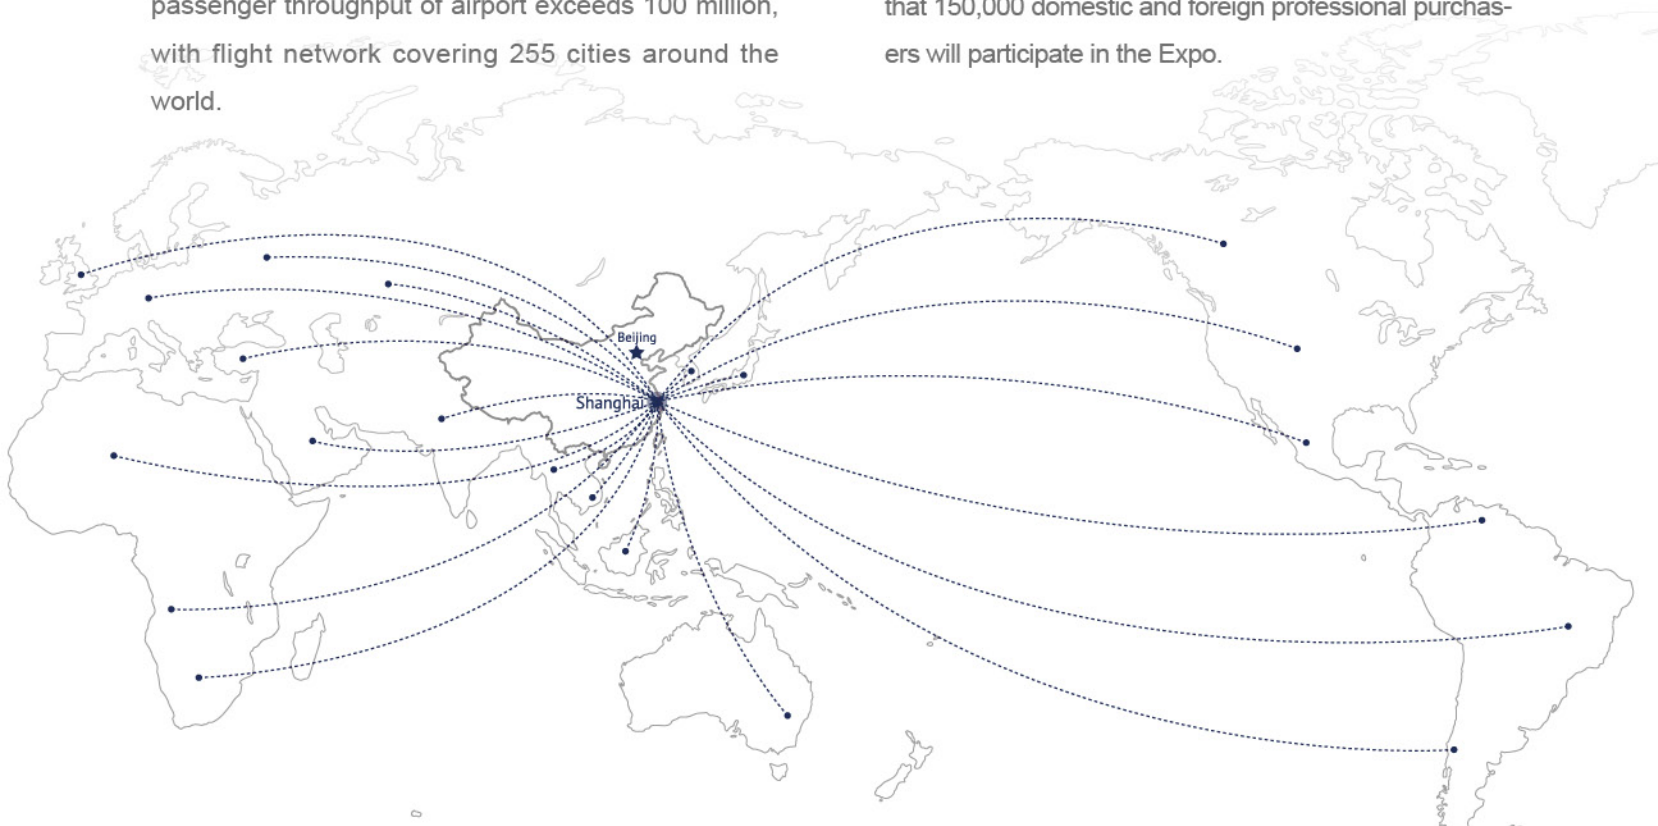 passenger throughput of airport exceeds 100 million,
with flight network covering 255 cities around the
world.
that 150,000 domestic and foreign professional purchas-
ers will participate in the Expo.
Beijing
Shanghai